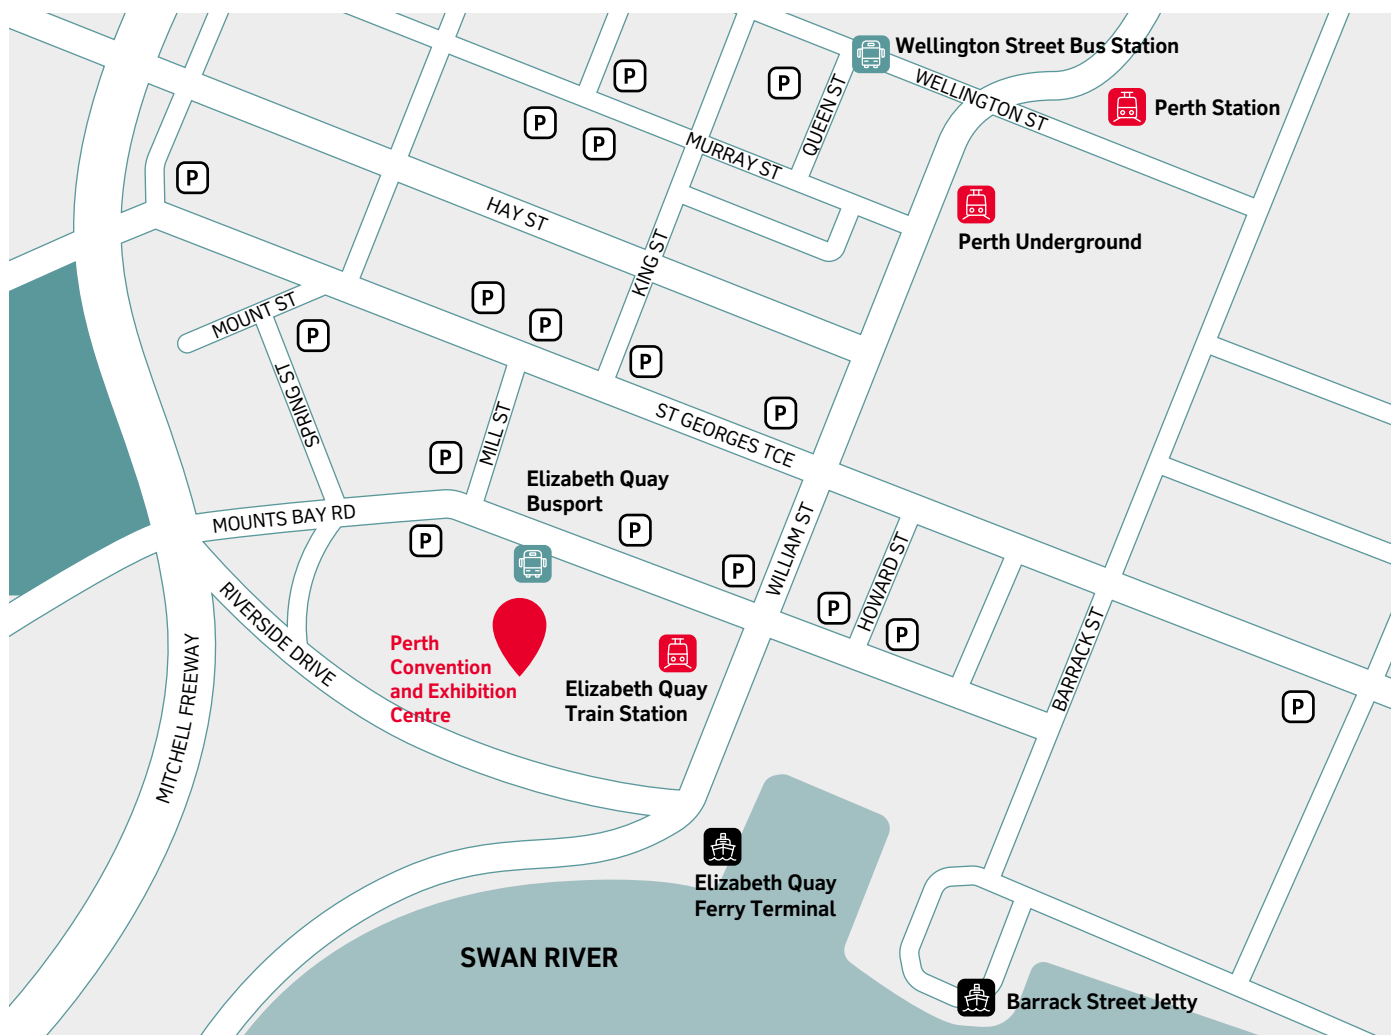 Wellington Street Bus Station
P
P
WELLINGTON ST
Perth Station
QUEEN ST
P
P
MURRAY ST
P
HAY ST
Perth Underground
KING ST
MOUNT ST
P
P
P
P
SPRING ST
MILL ST
P
ST GEORGES TCE
P
Elizabeth Quay
Busport
MOUNTS BAY RD
P
P
P
WILLIAM ST
HOWARD ST
P
P
RIVERSIDE DRIVE
MITCHELL FREEWAY
Perth
Convention
and Exhibition
Centre
Elizabeth Quay
Train Station
BARRACK ST
P
Elizabeth Quay
Ferry Terminal
SWAN RIVER
Barrack Street Jetty